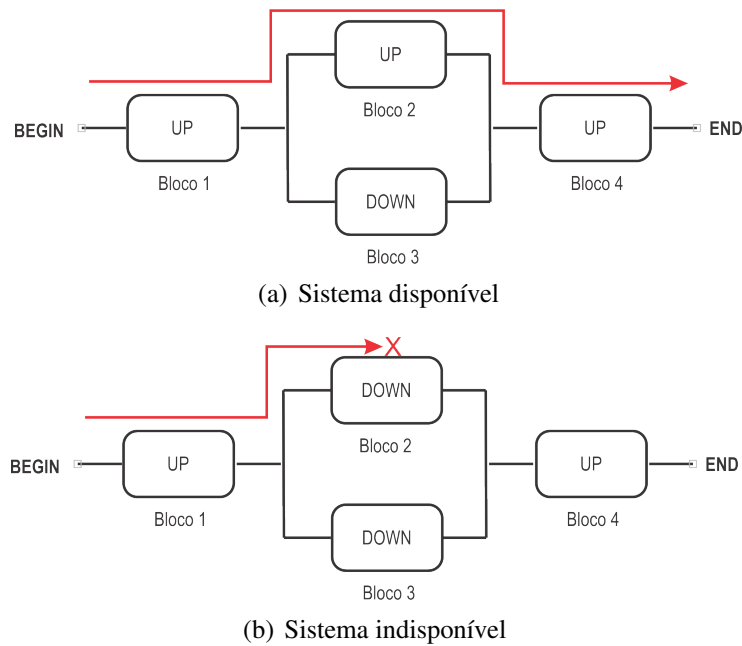 UP
Bloco 2
BEGIN
UP
UP
END
Bloco 1
Bloco 4
DOWN
Bloco 3
(a) Sistema disponível
X
DOWN
Bloco 2
BEGIN
UP
UP
END
Bloco 1
Bloco 4
DOWN
Bloco 3
(b) Sistema indisponível